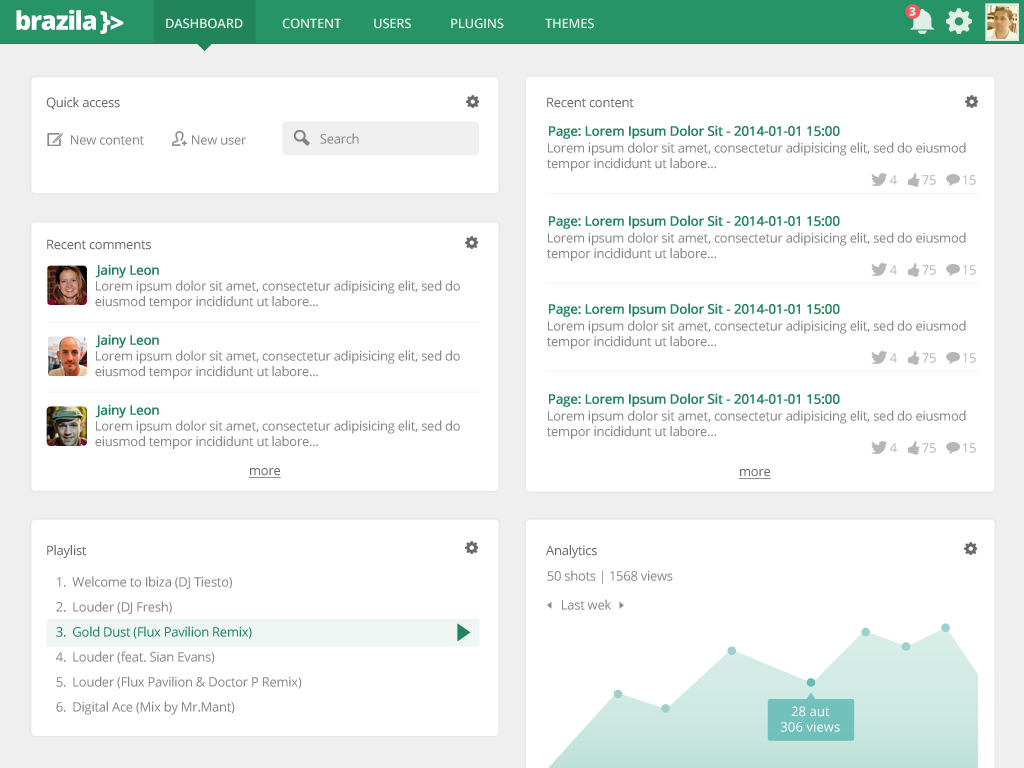 brazila}>
DASHBOARD
CONTENT
USERS
PLUGINS
THEMES
3
Quick access
New content
New user
Search
Recent comments
Jainy Leon
Lorem ipsum dolor sit amet, consectetur adipisicing elit, sed do
eiusmod tempor incididunt ut labore...
Jainy Leon
Lorem ipsum dolor sit amet, consectetur adipisicing elit, sed do
eiusmod tempor incididunt ut labore...
Jainy Leon
Lorem ipsum dolor sit amet, consectetur adipisicing elit, sed do
eiusmod tempor incididunt ut labore...
more
Recent content
Page: Lorem Ipsum Dolor Sit - 2014-01-01 15:00
Lorem ipsum dolor sit amet, consectetur adipisicing elit, sed do eiusmod
tempor incididunt ut labore...
4 75 15
Page: Lorem Ipsum Dolor Sit - 2014-01-01 15:00
Lorem ipsum dolor sit amet, consectetur adipisicing elit, sed do eiusmod
tempor incididunt ut labore...
4 75 15
Page: Lorem Ipsum Dolor Sit - 2014-01-01 15:00
Lorem ipsum dolor sit amet, consectetur adipisicing elit, sed do eiusmod
tempor incididunt ut labore...
4 75 15
Page: Lorem Ipsum Dolor Sit - 2014-01-01 15:00
Lorem ipsum dolor sit amet, consectetur adipisicing elit, sed do eiusmod
tempor incididunt ut labore...
4 75 15
more
Playlist
1. Welcome to Ibiza (DJ Tiesto)
2. Louder (DJ Fresh)
3. Gold Dust (Flux Pavilion Remix)
4. Louder (feat. Sian Evans)
5. Louder (Flux Pavilion & Doctor P Remix)
6. Digital Ace (Mix by Mr.Mant)
Analytics
50 shots | 1568 views
Last wek
28 aut
306 views